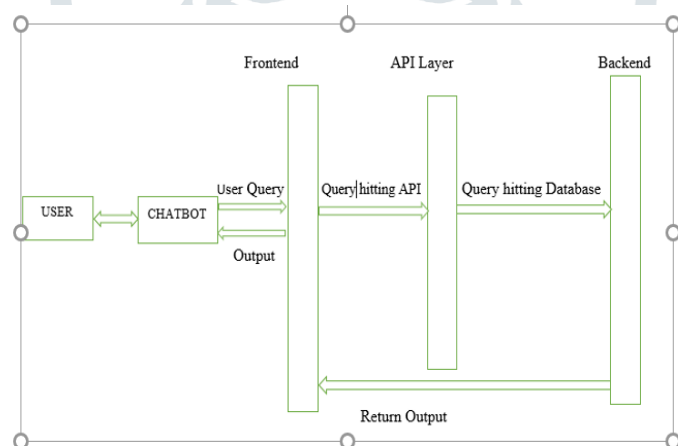 Frontend
API Layer
Backend
User Query
Query hitting API
Query hitting Database
USER
CHATBOT
Output
Return Output